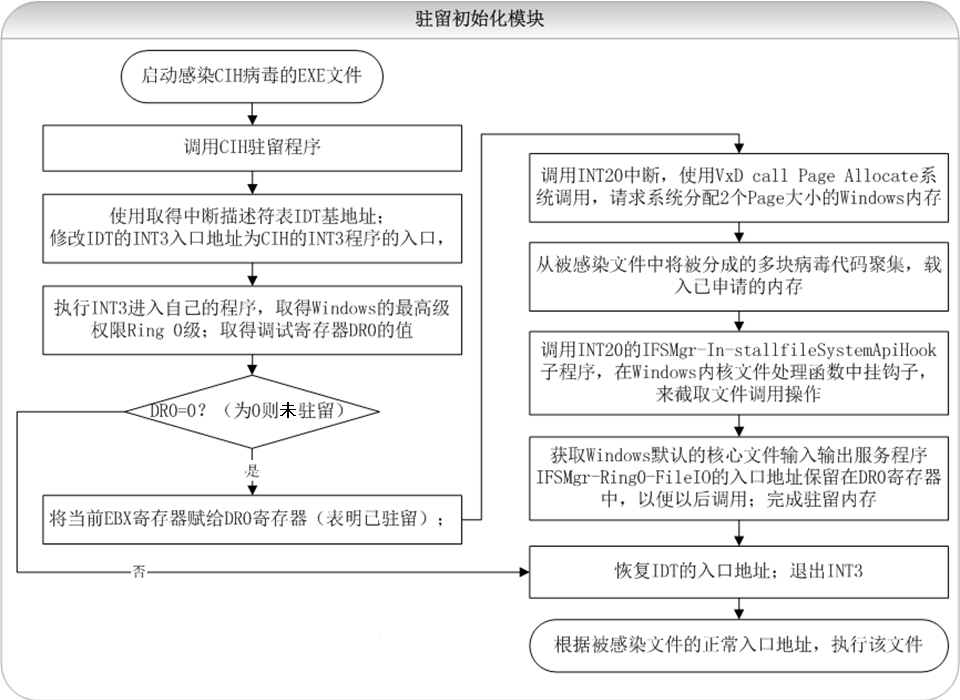 驻留初始化模块
启动感染CIH病毒的EXE文件
调用CIH驻留程序
使用取得中断描述符表IDT基地址；
修改IDT的INT3入口地址为CIH的INT3程序的入口，
执行INT3进入自己的程序，取得Windows的最高级
权限Ring 0级；取得调试寄存器DR0的值
DR0=0？（为0则未驻留）
是
将当前EBX寄存器赋给DR0寄存器（表明已驻留）；
否
调用INT20中断，使用VxD call Page Allocate系
统调用，请求系统分配2个Page大小的Windows内存
从被感染文件中将被分成的多块病毒代码聚集，载
入已申请的内存
调用INT20的IFSMgr-In-stallfileSystemApiHook
子程序，在Windows内核文件处理函数中挂钩子，
来截取文件调用操作
获取Windows默认的核心文件输入输出服务程序
IFSMgr-Ring0-FileIO的入口地址保留在DR0寄存器
中，以便以后调用；完成驻留内存
恢复IDT的入口地址；退出INT3
根据被感染文件的正常入口地址，执行该文件